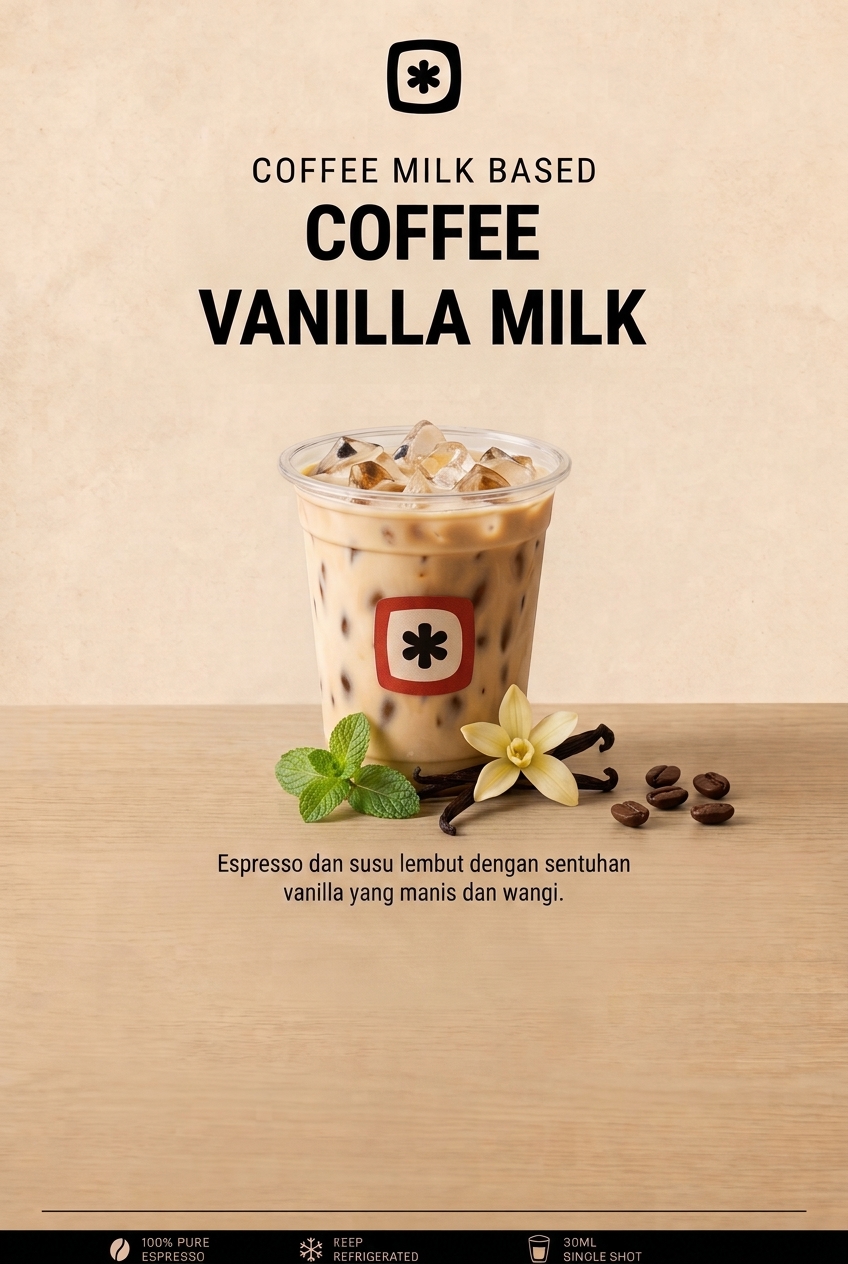 COFFEE MILK BASED
COFFEE
VANILLA MILK
Espresso dan susu lembut dengan sentuhan
vanilla yang manis dan wangi.
100% PURE
ESPRESSO
REEP
REFRIGERATED
30ML
SINGLE SHOT